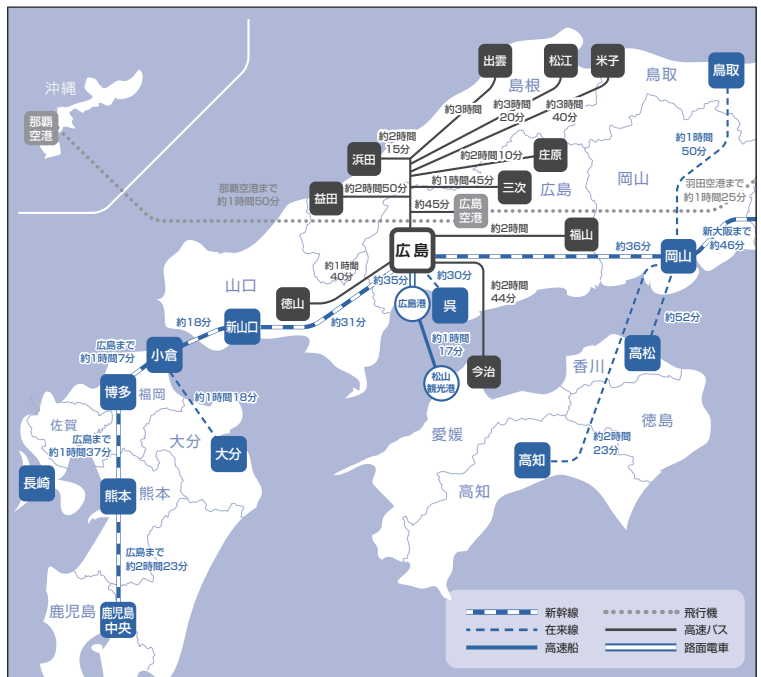 出雲
松江
米子
鳥取
鳥取
島根
沖縄
那覇
空港
約3時間
約3時間
20分
約3時間
40分
約2時間
15分
約1時間
50分
浜田
庄原
約2時間10分
岡山
約1時間45分
三次
広島
那覇空港まで
約1時間50分
益田
約2時間50分
羽田空港まで
約1時間25分
約45分
広島
空港
約2時間
福山
広島
約36分
岡山
新大阪まで
約46分
約1時間
40分
約35分
約30分
山口
徳山
広島港
呉
約2時間
44分
約18分
新山口
約31分
約52分
広島まで
約1時間7分
小倉
約1時間
17分
高松
香川
今治
松山
観光港
博多
福岡
約1時間18分
佐賀
徳島
広島まで
約1時間37分
大分
愛媛
約2時間
23分
大分
高知
長崎
熊本
熊本
高知
広島まで
約2時間23分
鹿児島
鹿児島
中央
新幹線
飛行機
在来線
高速バス
高速船
路面電車